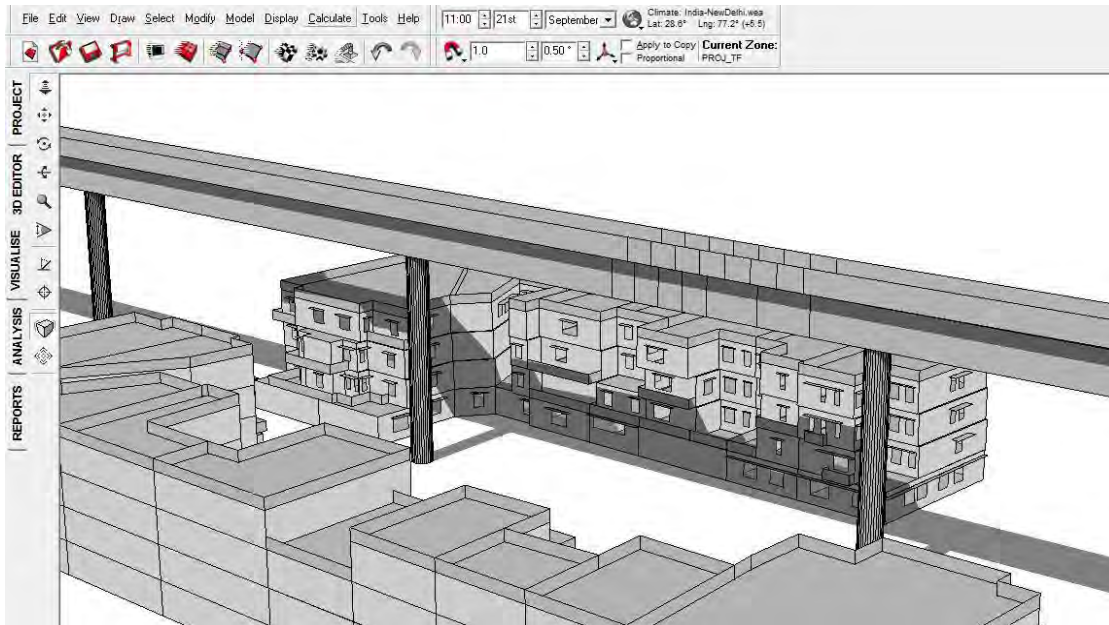 File Edit View Draw Select Modify Model Display Calculate Tools Help
11:00 21st September
Climate: India-NewDelhi.wea
Lat: 28.6° Lng: 77.2° (+5.5)
1.0 0.50 °
Apply to Copy
Proportional
Current Zone:
PROJ_TF
PROJECT
3D EDITOR
VISUALISE
ANALYSIS
REPORTS